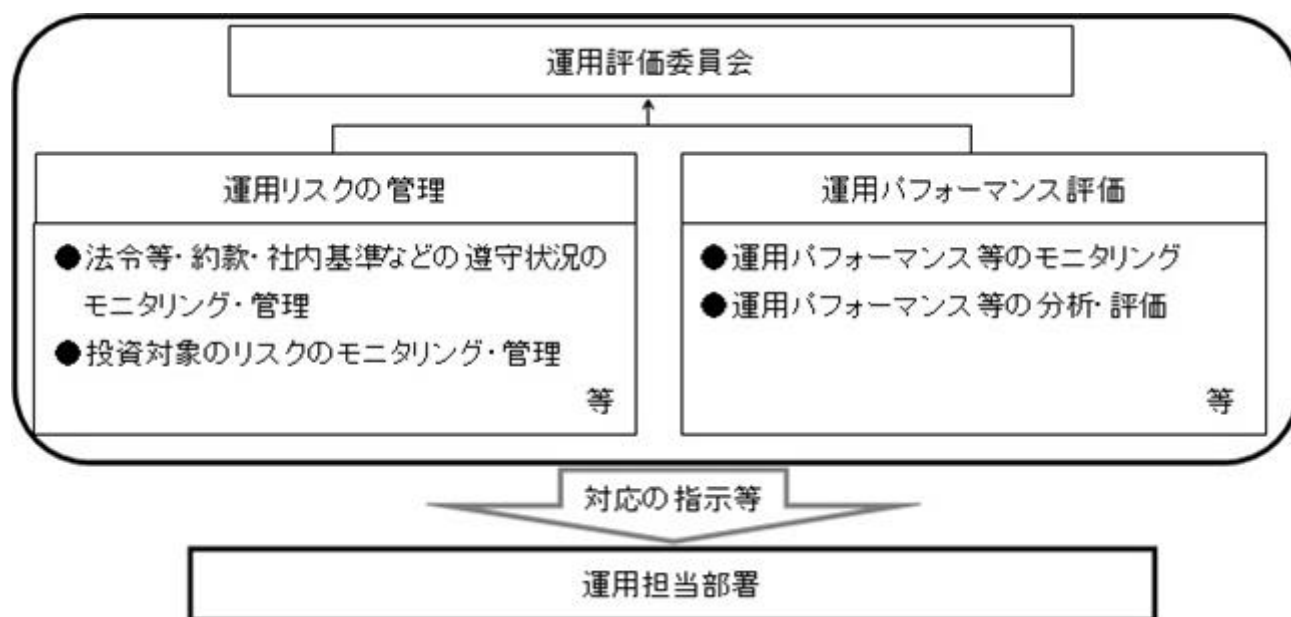 運用評価委員会
運用リスクの管理
●法令等・約款・社内基準などの遵守状況の
モニタリング・管理
●投資対象のリスクのモニタリング・管理
等
運用パフォーマンス評価
●運用パフォーマンス等のモニタリング
●運用パフォーマンス等の分析・評価
等
対応の指示等
運用担当部署